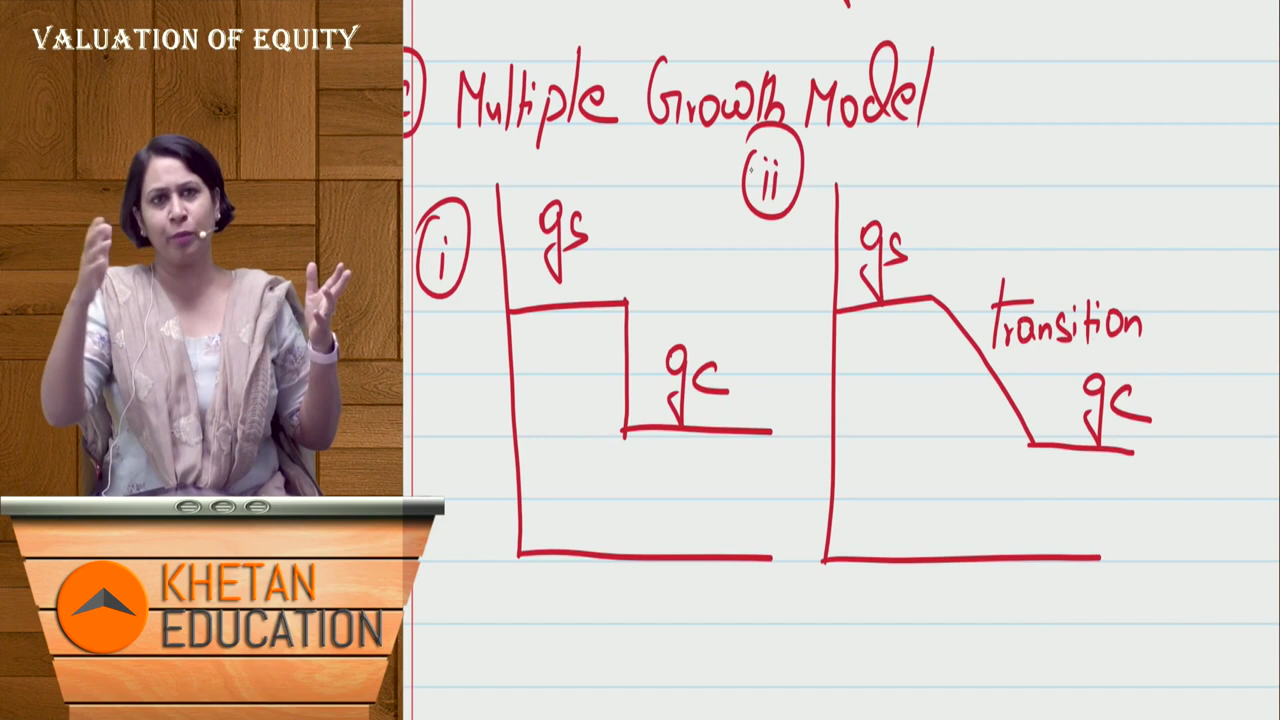 VALUATION OF EQUITY
Multiple Growth Model
i
gs
gc
ii
gs
Transition
gc
KHETAN
EDUCATION